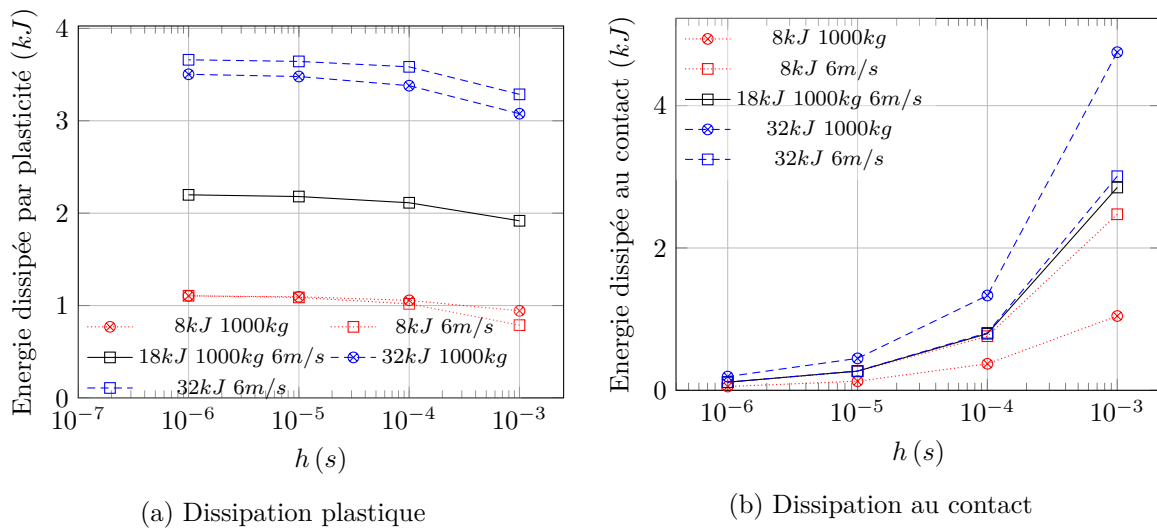 Energie dissipée par plasticité (kJ)
4
3
2
1
0
8kJ 1000kg
8kJ 6m/s
18kJ 1000kg 6m/s
32kJ 1000kg
32kJ 6m/s
10⁻⁷
10⁻⁶
10⁻⁵
10⁻⁴
10⁻³
h (s)
(a) Dissipation plastique
Energie dissipée au contact (kJ)
4
2
0
8kJ 1000kg
8kJ 6m/s
18kJ 1000kg 6m/s
32kJ 1000kg
32kJ 6m/s
10⁻⁶
10⁻⁵
10⁻⁴
10⁻³
h (s)
(b) Dissipation au contact